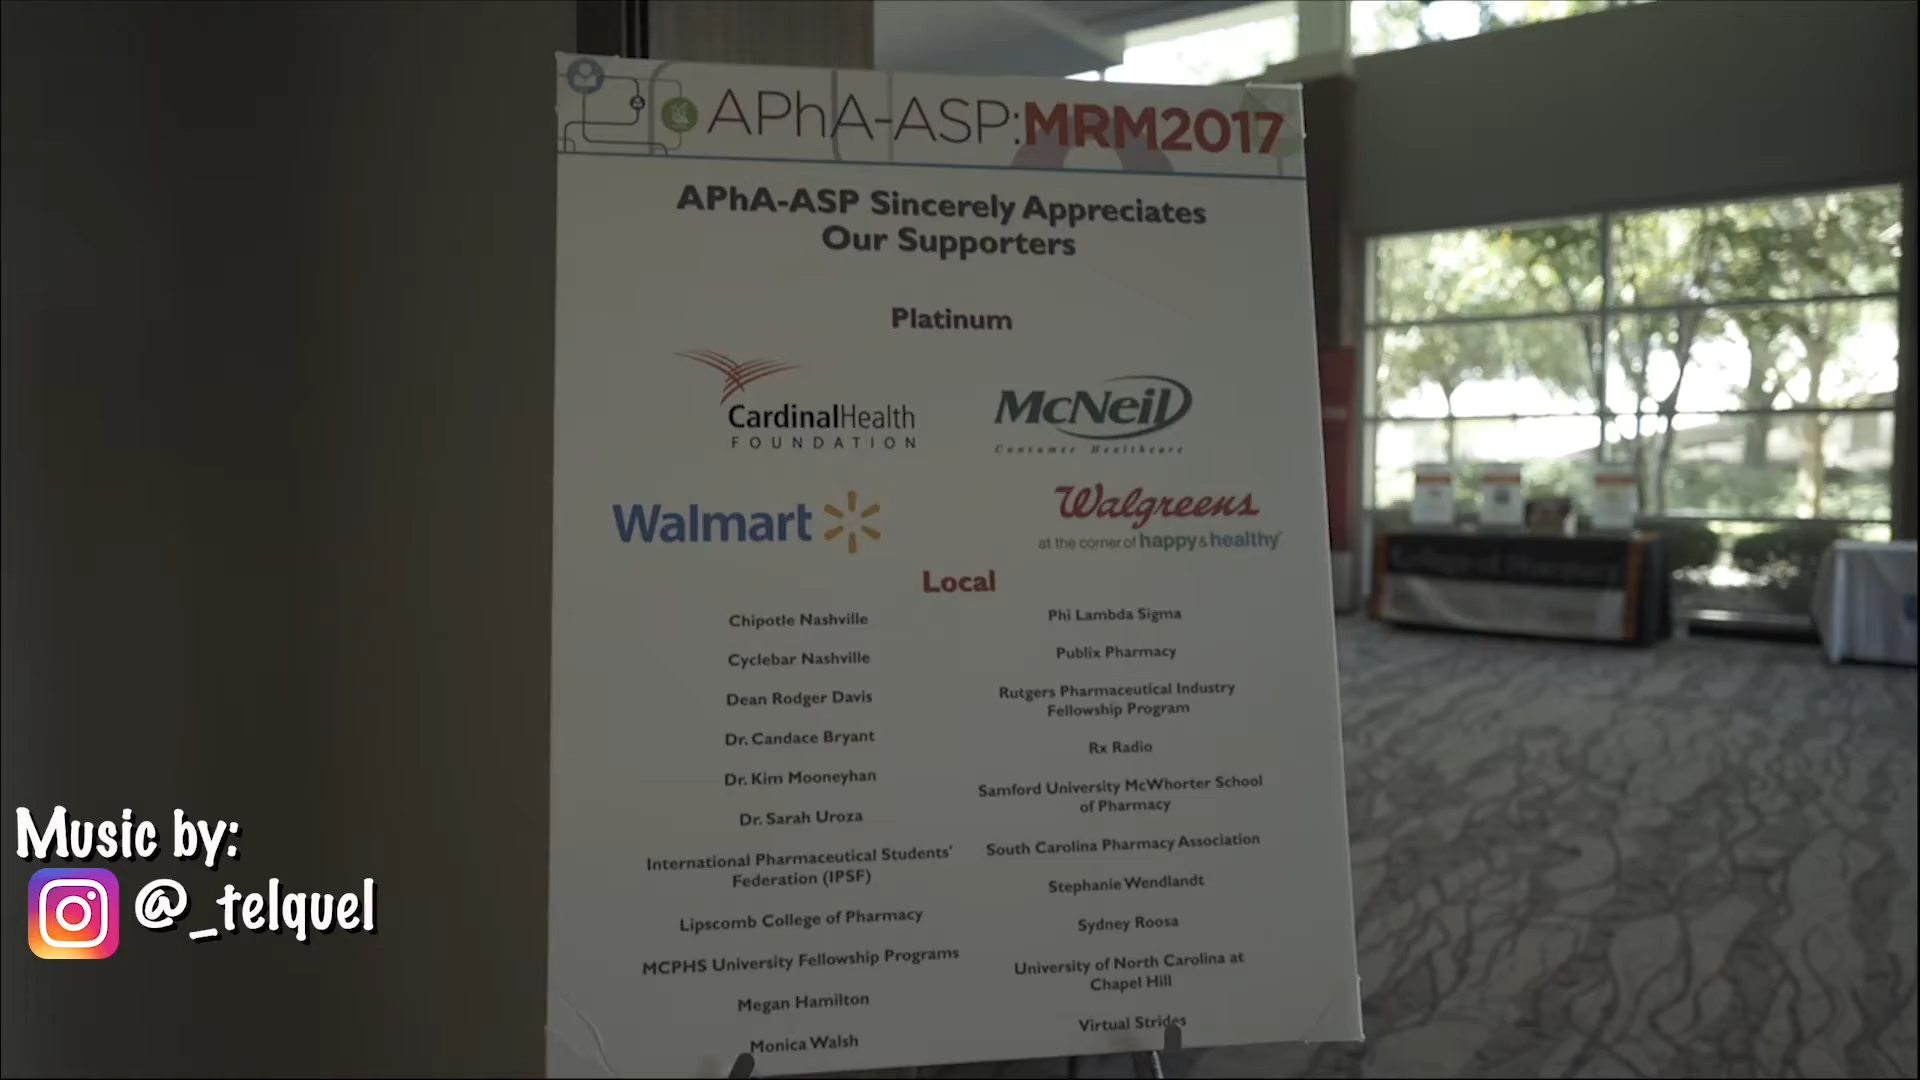 APhA-ASP:MRM2017
APhA-ASP Sincerely Appreciates
Our Supporters
Platinum
CardinalHealth
FOUNDATION
McNeil
Consumer Healthcare
Walmart
Walgreens
at the corner of happy & healthy
Local
Chipotle Nashville
Cyclebar Nashville
Dean Rodger Davis
Dr. Candace Bryant
Dr. Kim Mooneyhan
Dr. Sarah Uroza
International Pharmaceutical Students'
Federation (IPSF)
Lipscomb College of Pharmacy
MCPHS University Fellowship Programs
Megan Hamilton
Monica Walsh
Phi Lambda Sigma
Publix Pharmacy
Rutgers Pharmaceutical Industry
Fellowship Program
Rx Radio
Samford University McWhorter School
of Pharmacy
South Carolina Pharmacy Association
Stephanie Wendlandt
Sydney Roosa
University of North Carolina at
Chapel Hill
Virtual Strides
College of Pharmacy
Music by:
@_telquel